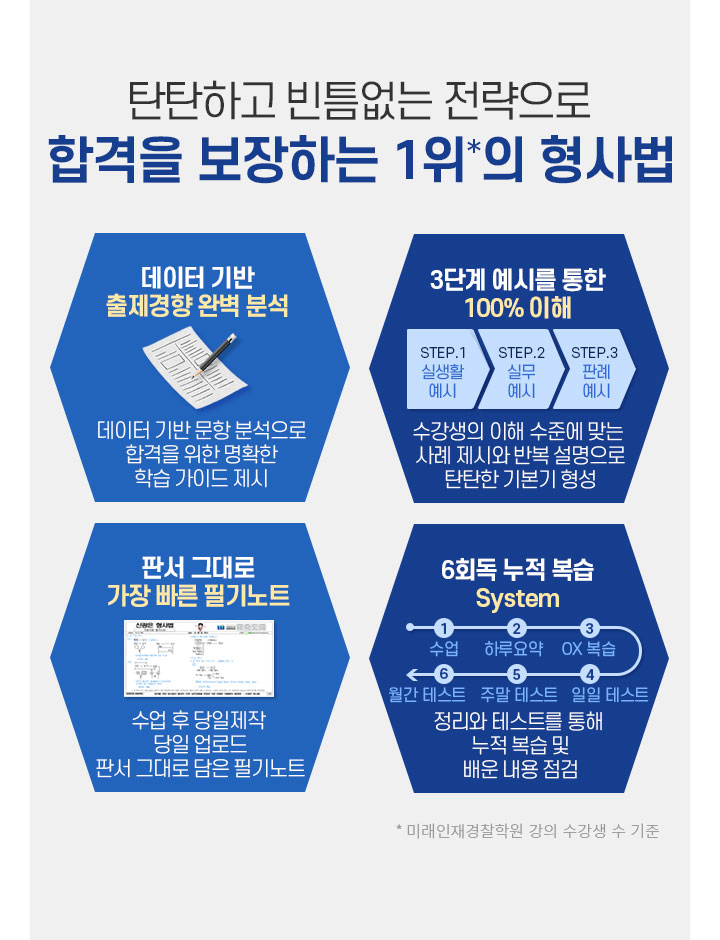 탄탄하고 빈틈없는 전략으로
합격을 보장하는 1위*의 형사법
데이터 기반
출제경향 완벽 분석
데이터 기반 문항 분석으로
합격을 위한 명확한
학습 가이드 제시
3단계 예시를 통한
100% 이해
STEP.1
실생활
예시
STEP.2
실무
예시
STEP.3
판례
예시
수강생의 이해 수준에 맞는
사례 제시와 반복 설명으로
탄탄한 기본기 형성
판서 그대로
가장 빠른 필기노트
신광은 형사법
수업 후 당일제작
당일 업로드
판서 그대로 담은 필기노트
6회독 누적 복습
System
1 2 3
수업 하루요약 OX 복습
6 5 4
월간 테스트 주말 테스트 일일 테스트
정리와 테스트를 통해
누적 복습 및
배운 내용 점검
* 미래인재경찰학원 강의 수강생 수 기준